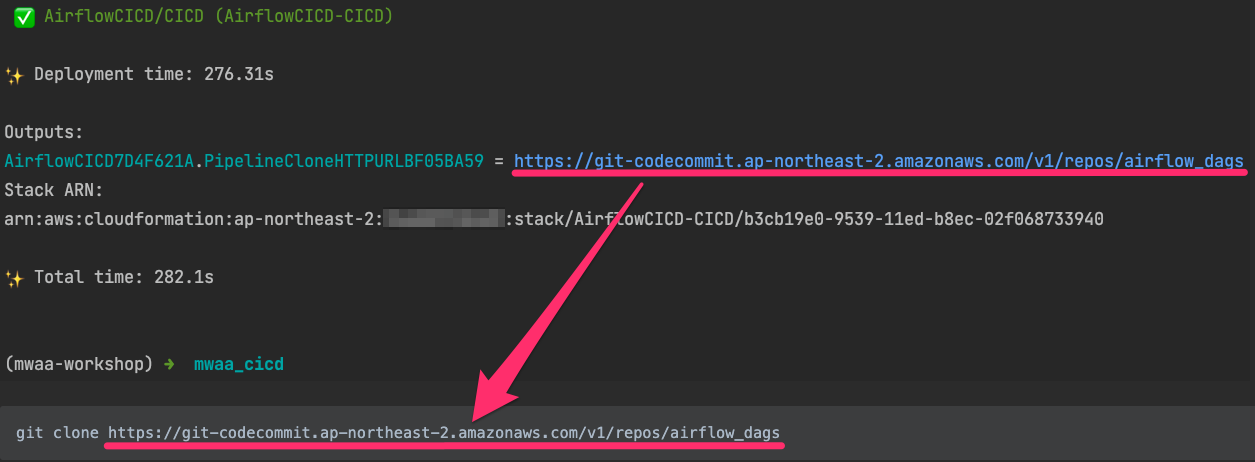 ✅ AirflowCICD/CICD (AirflowCICD-CICD)
✨ Deployment time: 276.31s
Outputs:
AirflowCICD7D4F621A.PipelineCloneHTTPURLBF05BA59 = https://git-codecommit.ap-northeast-2.amazonaws.com/v1/repos/airflow_dags
Stack ARN:
arn:aws:cloudformation:ap-northeast-2::stack/AirflowCICD-CICD/b3cb19e0-9539-11ed-b8ec-02f068733940
✨ Total time: 282.1s
(mwaa-workshop) ➜ mwaa_cicd
git clone https://git-codecommit.ap-northeast-2.amazonaws.com/v1/repos/airflow_dags